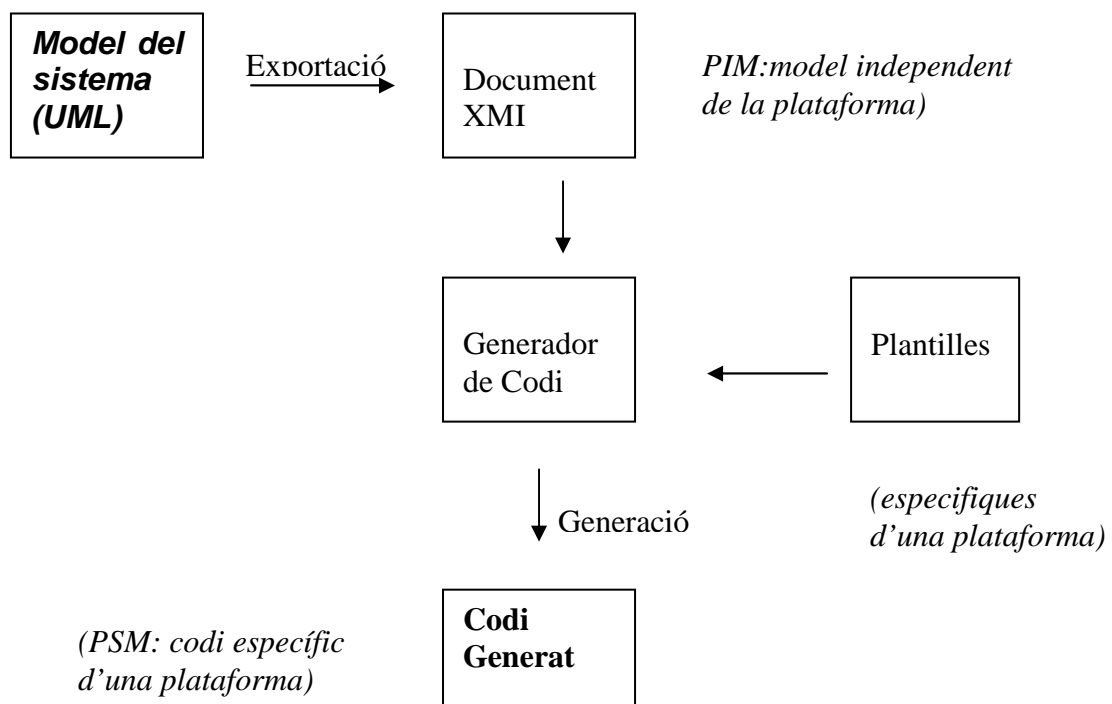 Model del
sistema
(UML)
Exportació
Document
XMI
PIM:model independent
de la plataforma)
Generador
de Codi
Plantilles
(especifiques
d'una plataforma)
Generació
Codi
Generat
(PSM: codi específic
d'una plataforma)